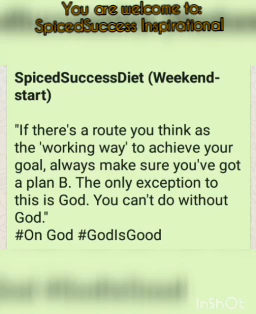 You are welcome to:
SpicedSuccess Inspirational
SpicedSuccessDiet (Weekend-
start)
"If there's a route you think as
the 'working way' to achieve your
goal, always make sure you've got
a plan B. The only exception to
this is God. You can't do without
God."
#On God #GodIsGood
InShOt